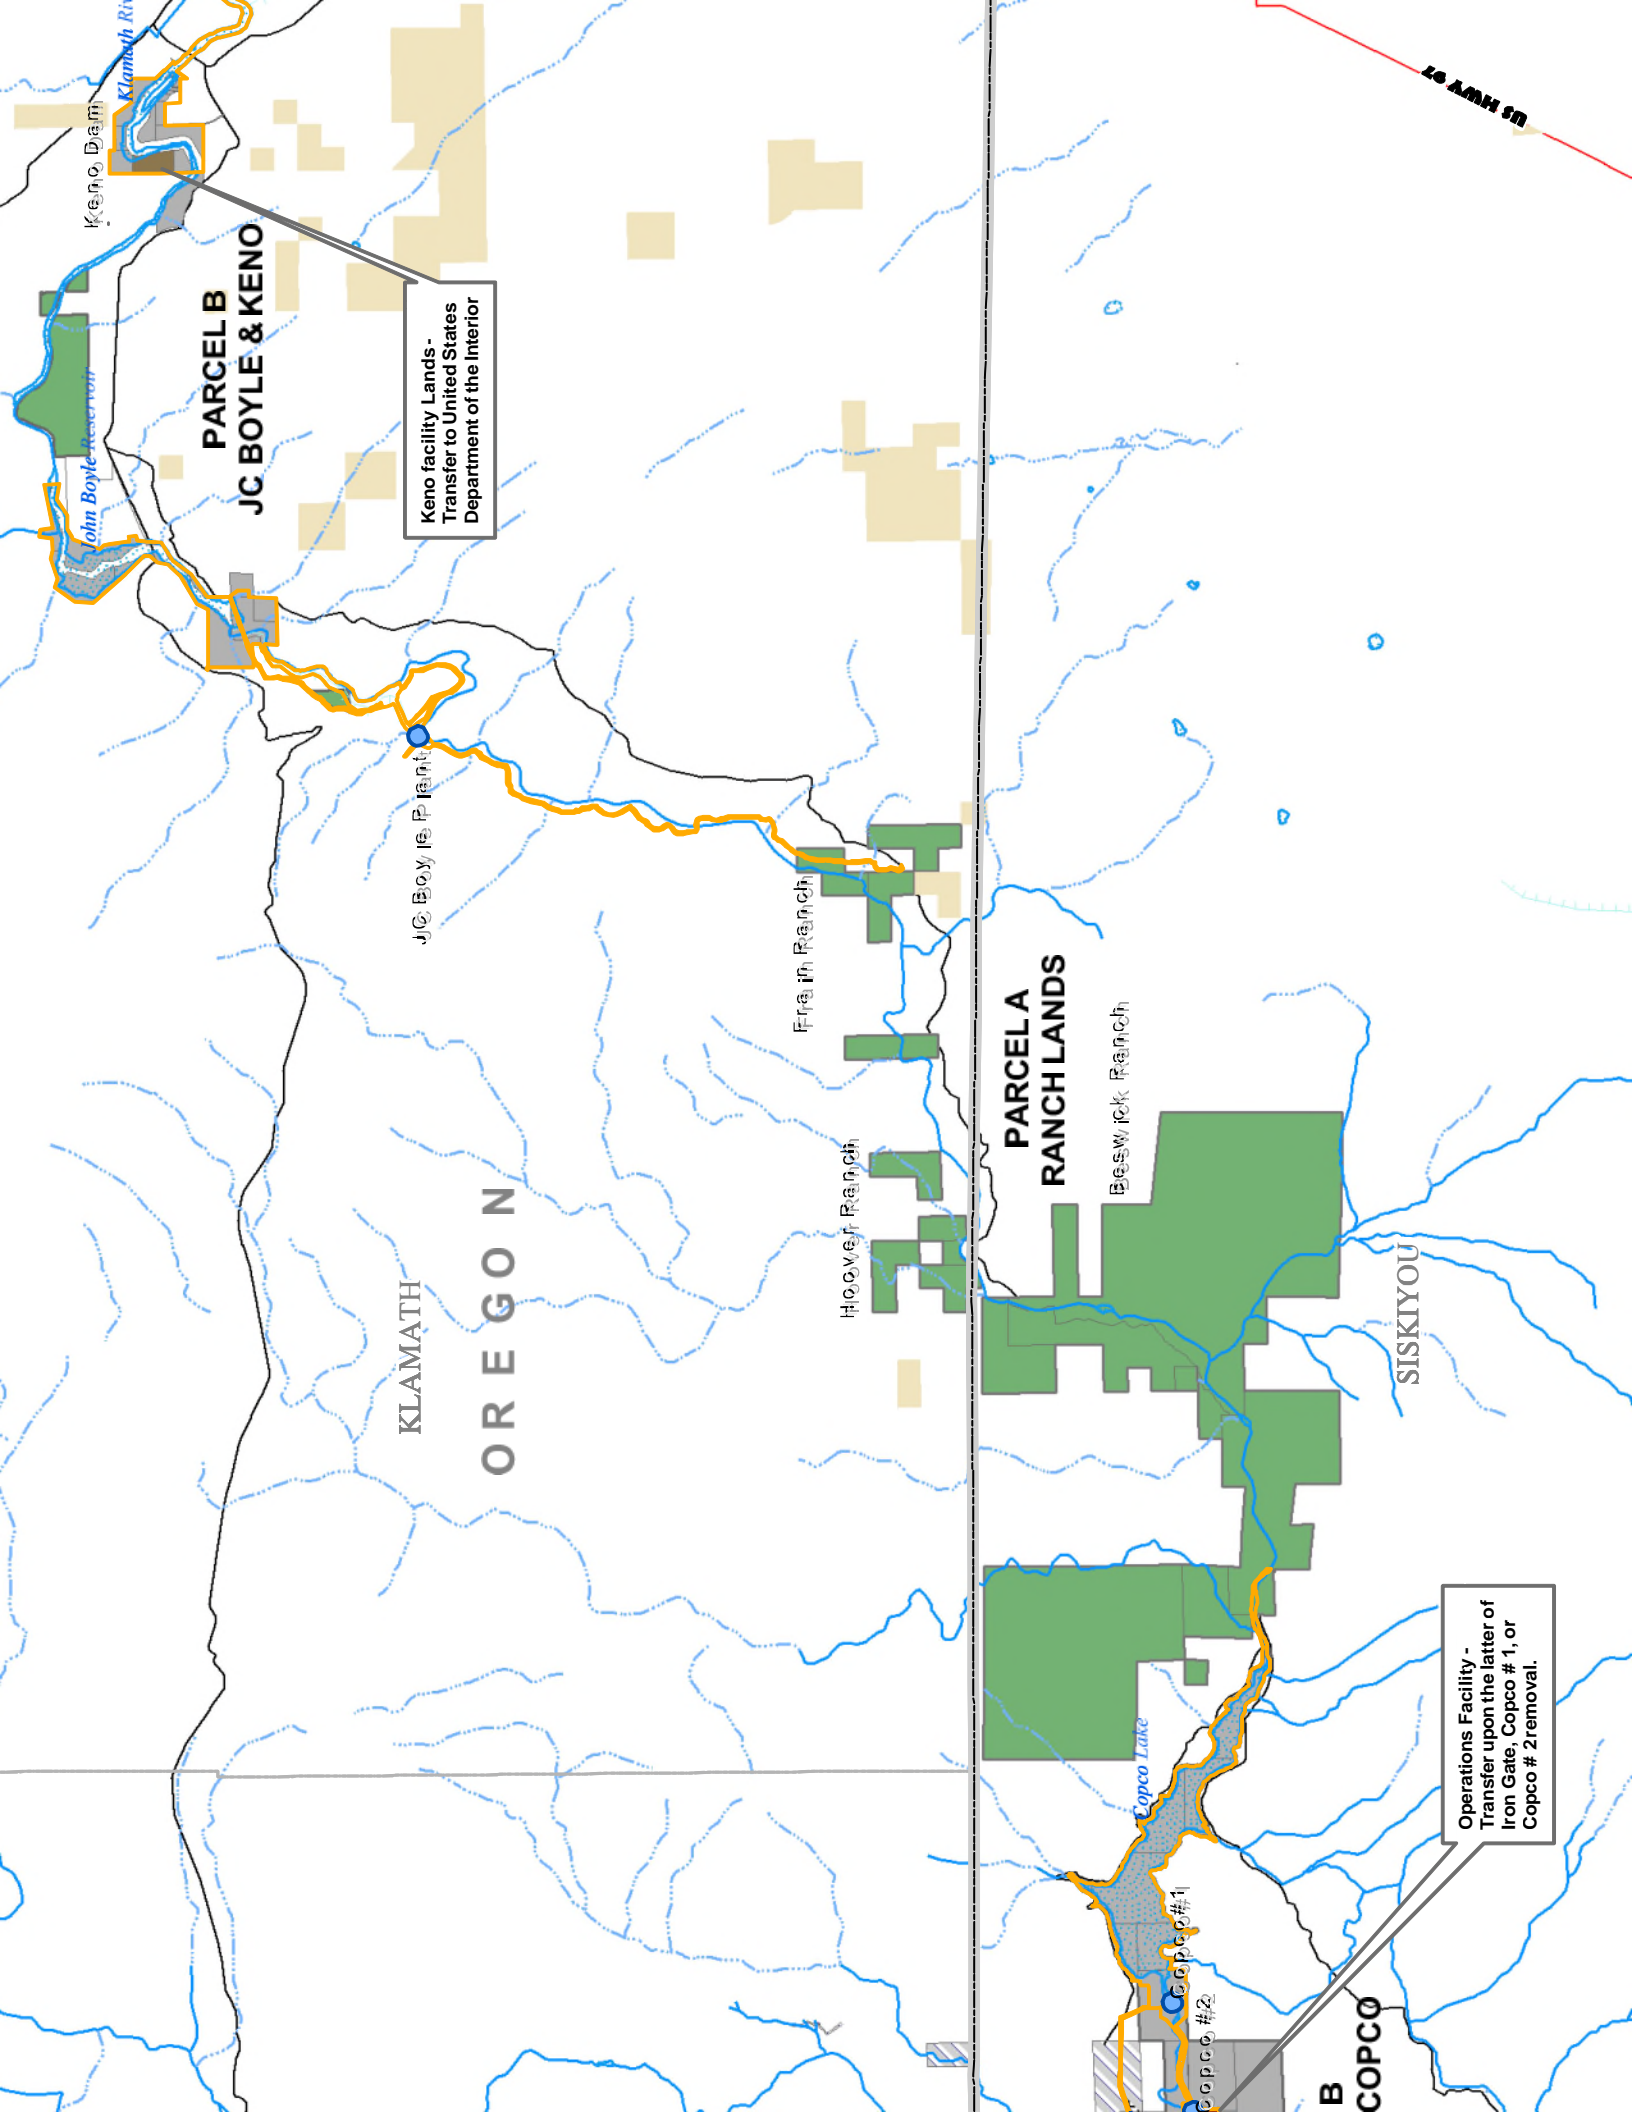 Klamath Riv
Keno Dam
PARCEL B
JC BOYLE & KENO
Keno facility Lands -
Transfer to United States
Department of the Interior
John Boyle Reservoir
JC Boyle Plant
US HWY 97
Frain Ranch
PARCEL A
RANCH LANDS
Beswick Ranch
Hoover Ranch
KLAMATH
OREGON
SISKIYOU
Operations Facility -
Transfer upon the latter of
Iron Gate, Copco # 1, or
Copco # 2 removal.
Copco Lake
Copco #1
Copco #2
B
COPCO